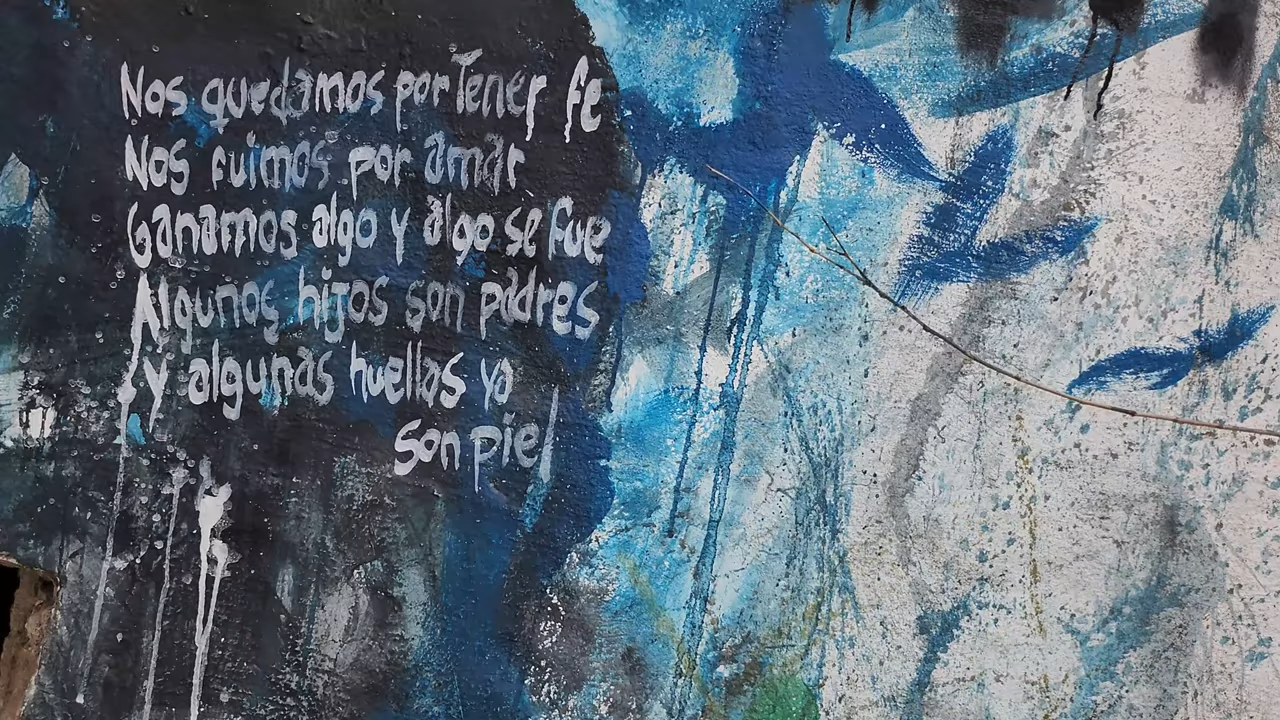 Nos quedamos por Tener fe
Nos fuimos por amar
Ganamos algo y algo se fue
Algunos hijos son padres
y algunas huellas ya
son piel